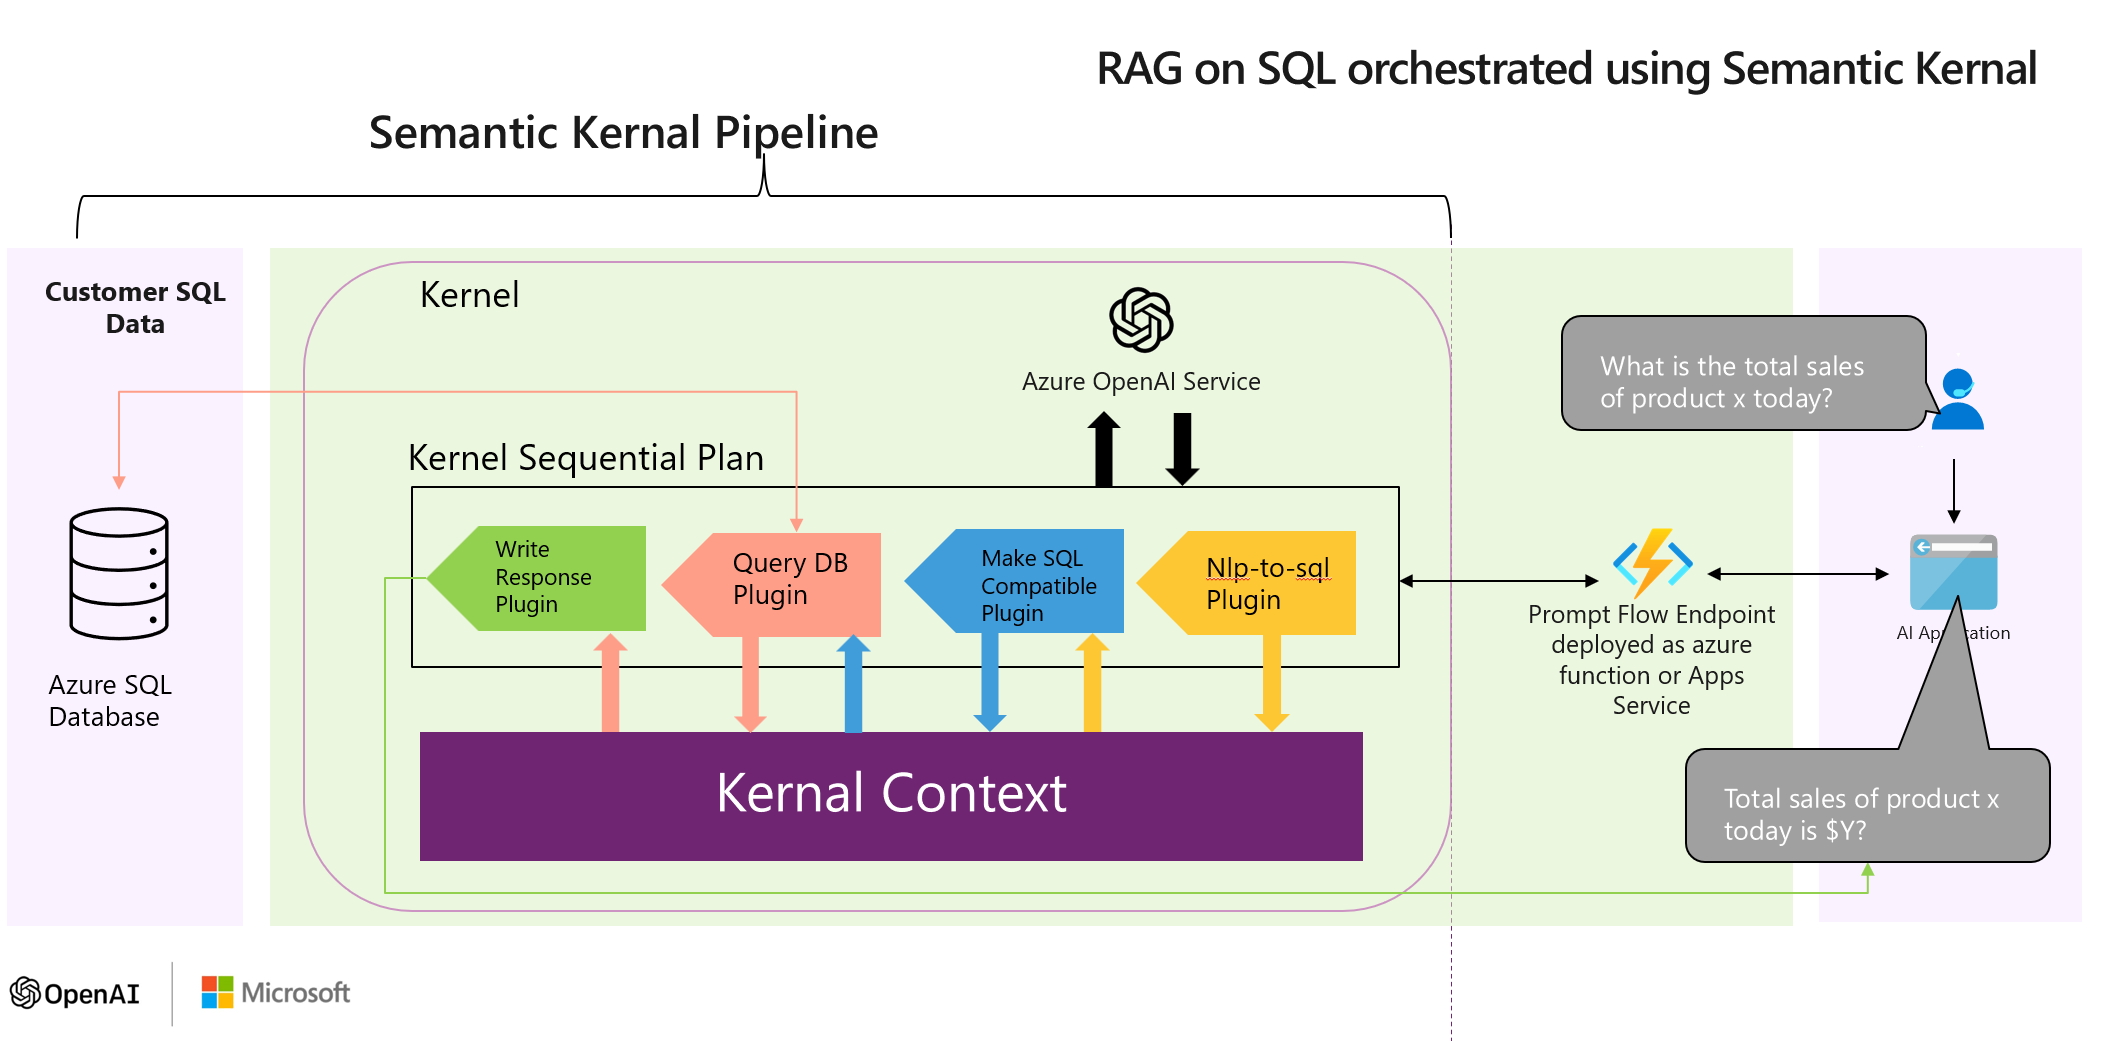 RAG on SQL orchestrated using Semantic Kernal
Semantic Kernal Pipeline
Customer SQL
Data
Kernel
Azure OpenAI Service
What is the total sales
of product x today?
Kernel Sequential Plan
Write
Response
Plugin
Query DB
Plugin
Make SQL
Compatible
Plugin
Nlp-to-sql
Plugin
Prompt Flow Endpoint
deployed as azure
function or Apps
Service
AI Application
Azure SQL
Database
Kernal Context
Total sales of product x
today is $Y?
OpenAI
Microsoft